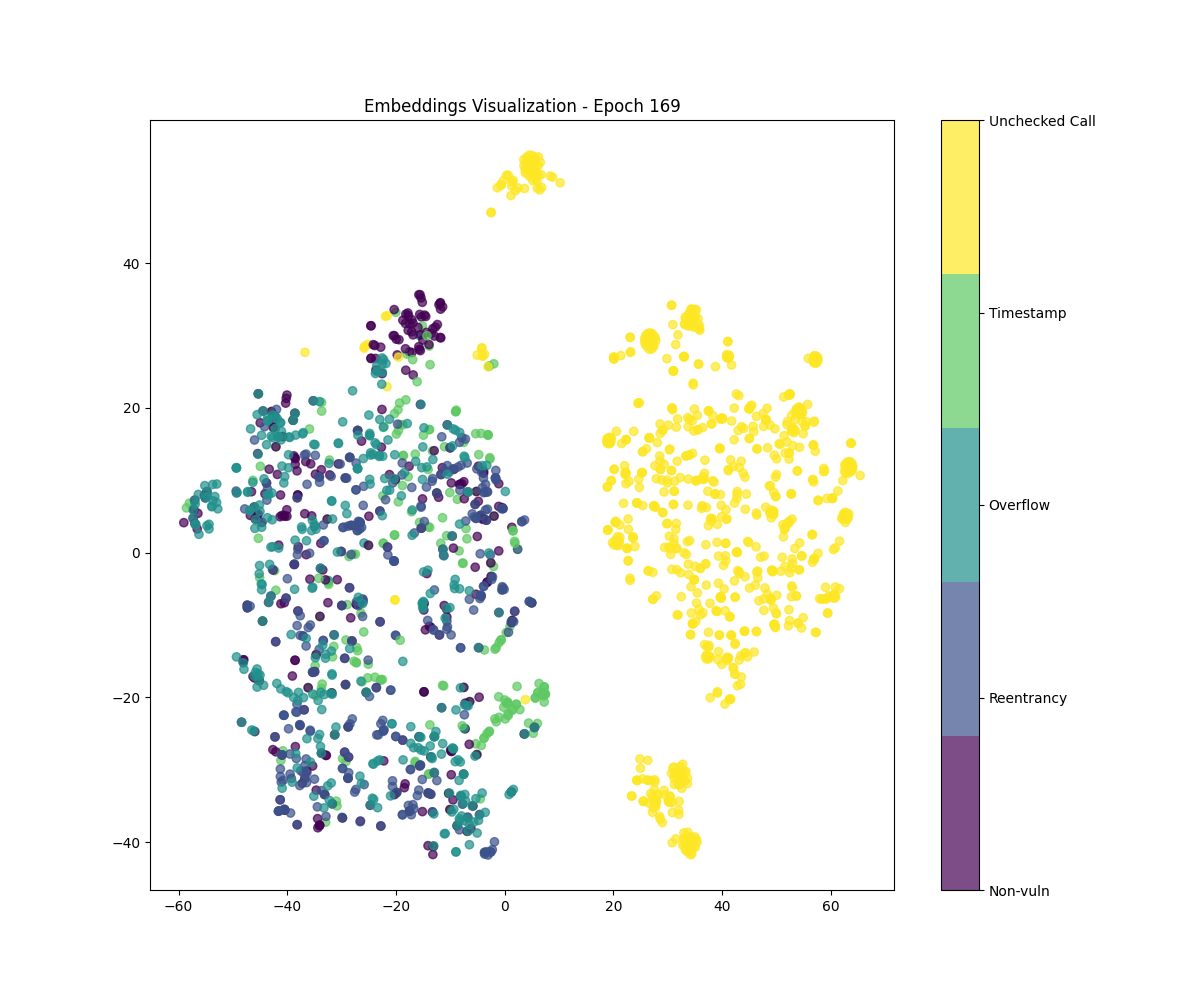 Embeddings Visualization - Epoch 169
Unchecked Call
Timestamp
Overflow
Reentrancy
Non-vuln
40
20
0
−20
−40
−60
−40
−20
0
20
40
60